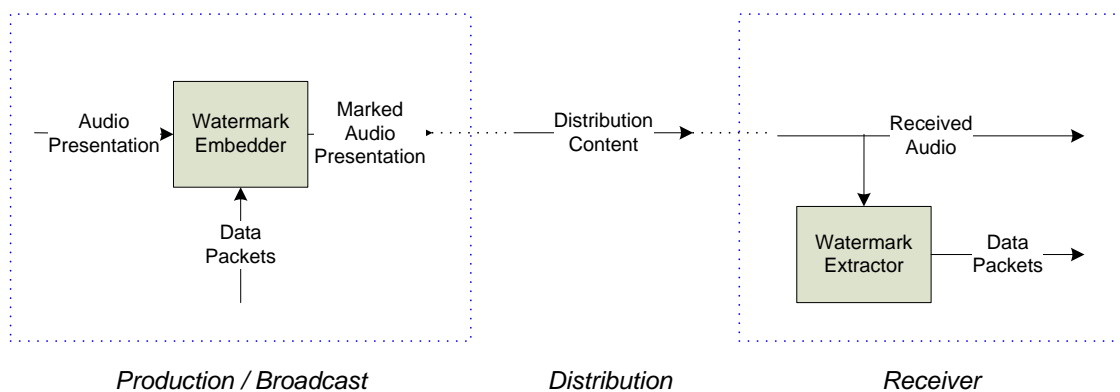 Audio
Presentation
Watermark
Embedder
Marked
Audio
Presentation
Data
Packets
Distribution
Content
Received
Audio
Watermark
Extractor
Data
Packets
Production / Broadcast
Distribution
Receiver